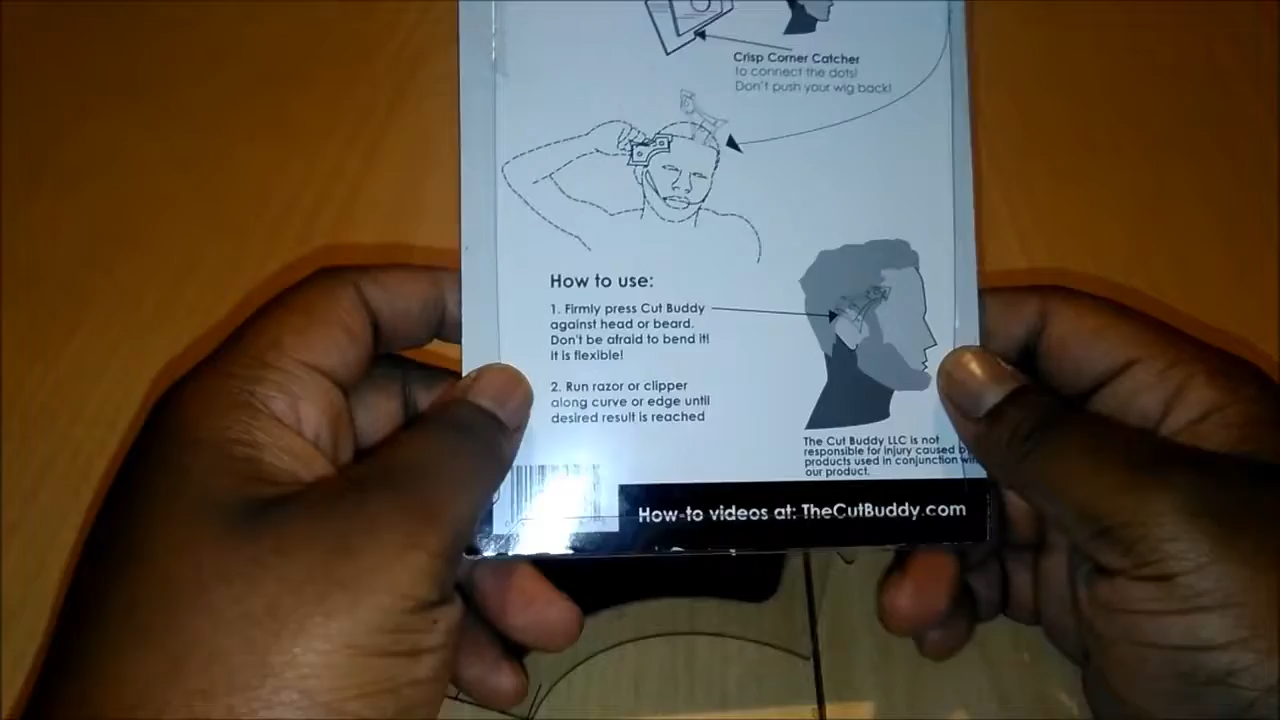 Crisp Corner Catcher
to connect the dots!
Don't push your wig back!
How to use:
1. Firmly press Cut Buddy
against head or beard.
Don't be afraid to bend it!
it is flexible!
2. Run razor or clipper
along curve or edge until
desired result is reached
The Cut Buddy LLC is not
responsible for injury caused by
products used in conjunction with
our product.
How-to videos at: TheCutBuddy.com